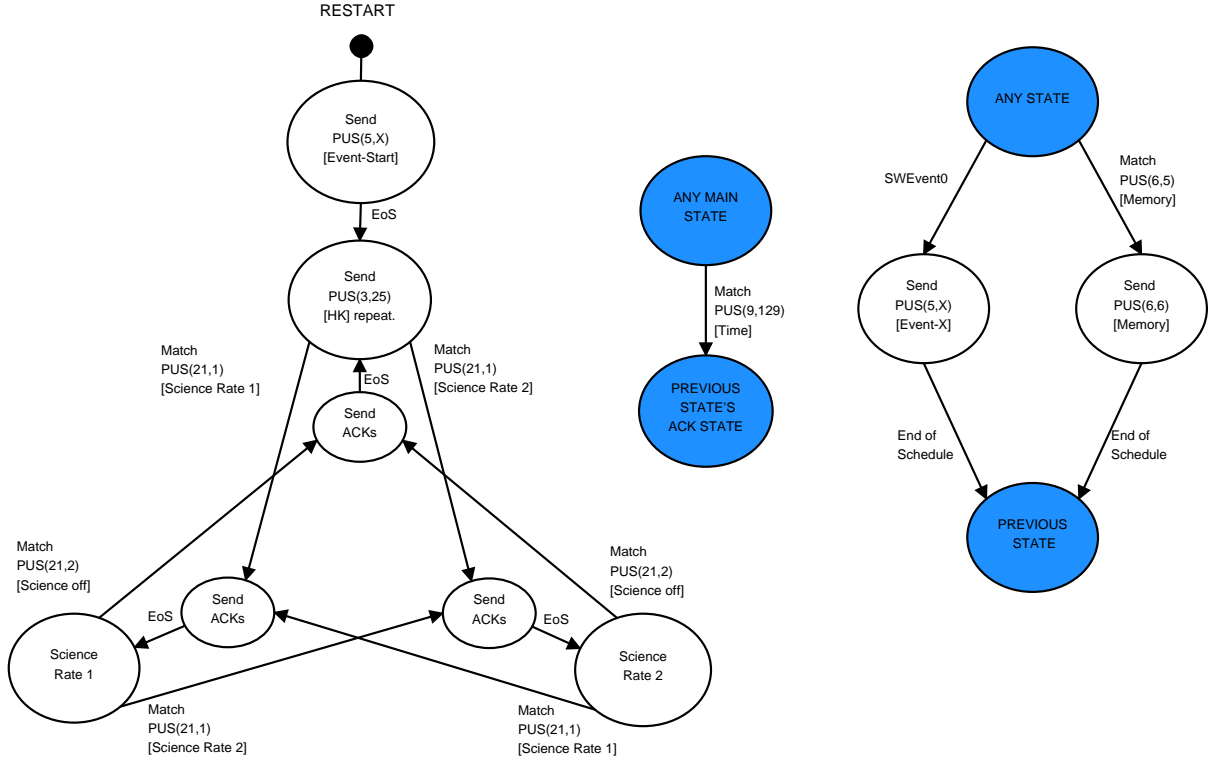 RESTART
Send
PUS(5,X)
[Event-Start]
EoS
Send
PUS(3,25)
[HK] repeat.
Match
PUS(21,1)
[Science Rate 1]
Match
PUS(21,1)
[Science Rate 2]
EoS
Send
ACKs
Match
PUS(21,2)
[Science off]
Match
PUS(21,2)
[Science off]
EoS
Send
ACKs
Send
ACKs
EoS
Science
Rate 1
Science
Rate 2
Match
PUS(21,1)
[Science Rate 2]
Match
PUS(21,1)
[Science Rate 1]
ANY MAIN
STATE
Match
PUS(9,129)
[Time]
PREVIOUS
STATE'S
ACK STATE
ANY STATE
SWEvent0
Match
PUS(6,5)
[Memory]
Send
PUS(5,X)
[Event-X]
Send
PUS(6,6)
[Memory]
End of
Schedule
End of
Schedule
PREVIOUS
STATE